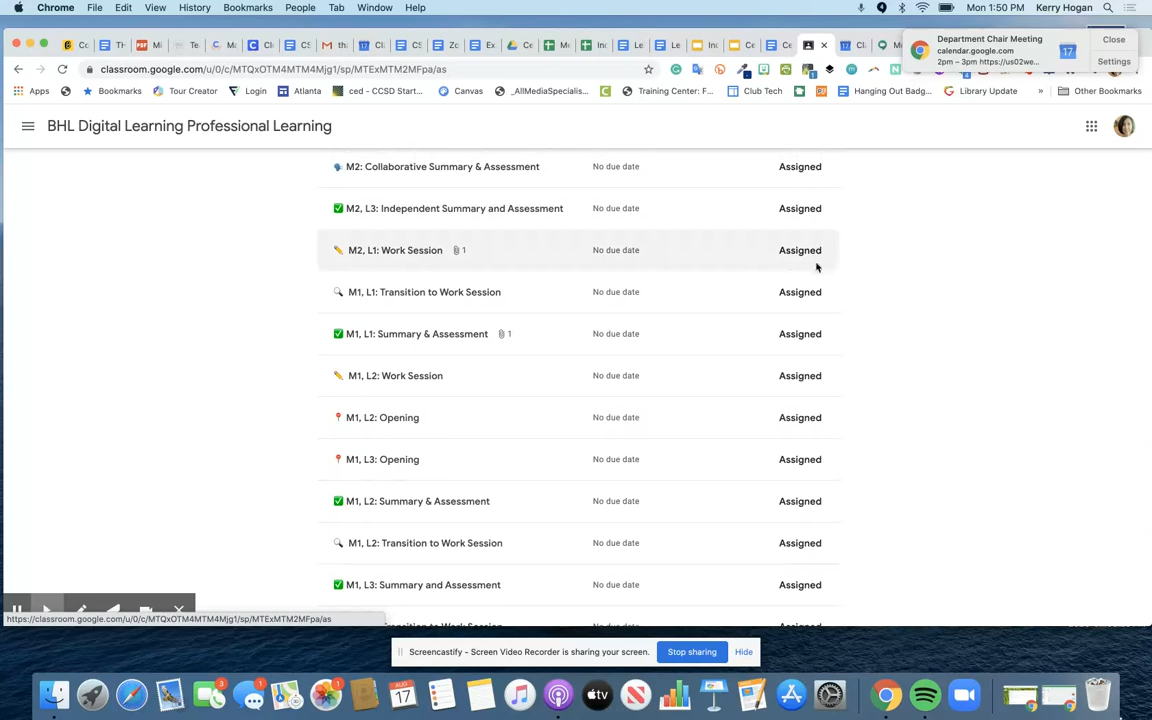 Chrome File Edit View History Bookmarks People Tab Window Help
Mon 1:50 PM Kerry Hogan
Department Chair Meeting
calendar.google.com
2pm – 3pm https://us02we...
17
Close
Settings
classroom.google.com/u/0/c/MTQxOTM4MTM4Mjg1/sp/MTExMTM2MFpa/as
Apps Bookmarks Tour Creator Login Atlanta ced - CCSD Start... Canvas _AllMediaSpecialis... Training Center: F... Club Tech Hanging Out Badg... Library Update » Other Bookmarks
BHL Digital Learning Professional Learning
M2: Collaborative Summary & Assessment No due date Assigned
M2, L3: Independent Summary and Assessment No due date Assigned
M2, L1: Work Session 1 No due date Assigned
M1, L1: Transition to Work Session No due date Assigned
M1, L1: Summary & Assessment 1 No due date Assigned
M1, L2: Work Session No due date Assigned
M1, L2: Opening No due date Assigned
M1, L3: Opening No due date Assigned
M1, L2: Summary & Assessment No due date Assigned
M1, L2: Transition to Work Session No due date Assigned
M1, L3: Summary and Assessment No due date Assigned
https://classroom.google.com/u/0/c/MTQxOTM4MTM4Mjg1/sp/MTExMTM2MFpa/as
Screencastify - Screen Video Recorder is sharing your screen. Stop sharing Hide
3
1
1
AUG
17
tv